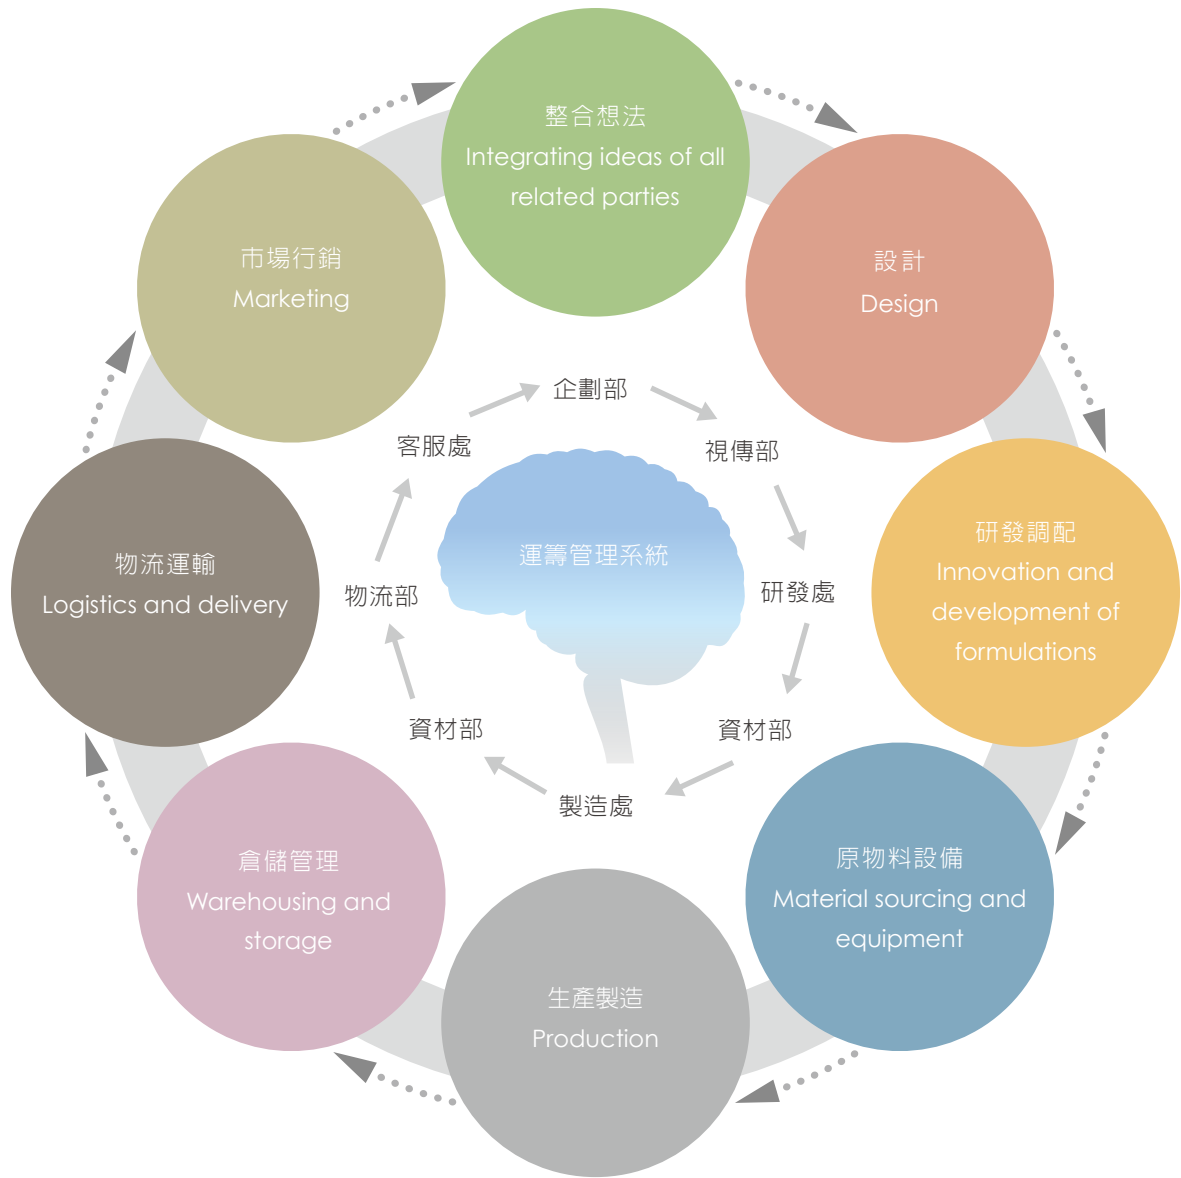 整合想法
Integrating ideas of all
related parties
設計
Design
研發調配
Innovation and
development of
formulations
原物料設備
Material sourcing and
equipment
生產製造
Production
倉儲管理
Warehousing and
storage
物流運輸
Logistics and delivery
市場行銷
Marketing
企劃部
視傳部
研發處
資材部
製造處
資材部
物流部
客服處
運籌管理系統